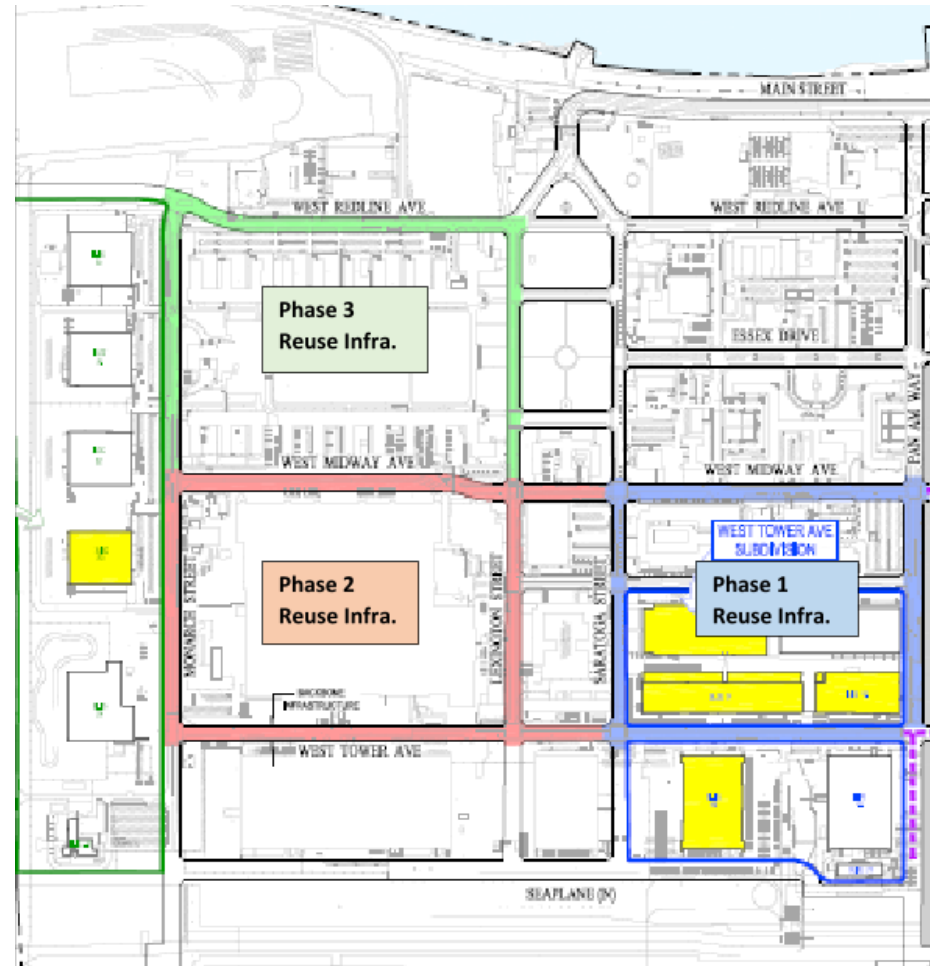 MAIN STREET
WEST REDLINE AVE
WEST REDLINE AVE
Phase 3
Reuse Infra.
ESSEX DRIVE
PAN AM WAY
WEST MIDWAY AVE
WEST MIDWAY AVE
WEST TOWER AVE
SUBDIVISION
Phase 2
Reuse Infra.
Phase 1
Reuse Infra.
MONARCH STREET
LEXINGTON STREET
SARATOGA STREET
BACKBONE
INFRASTRUCTURE
WEST TOWER AVE